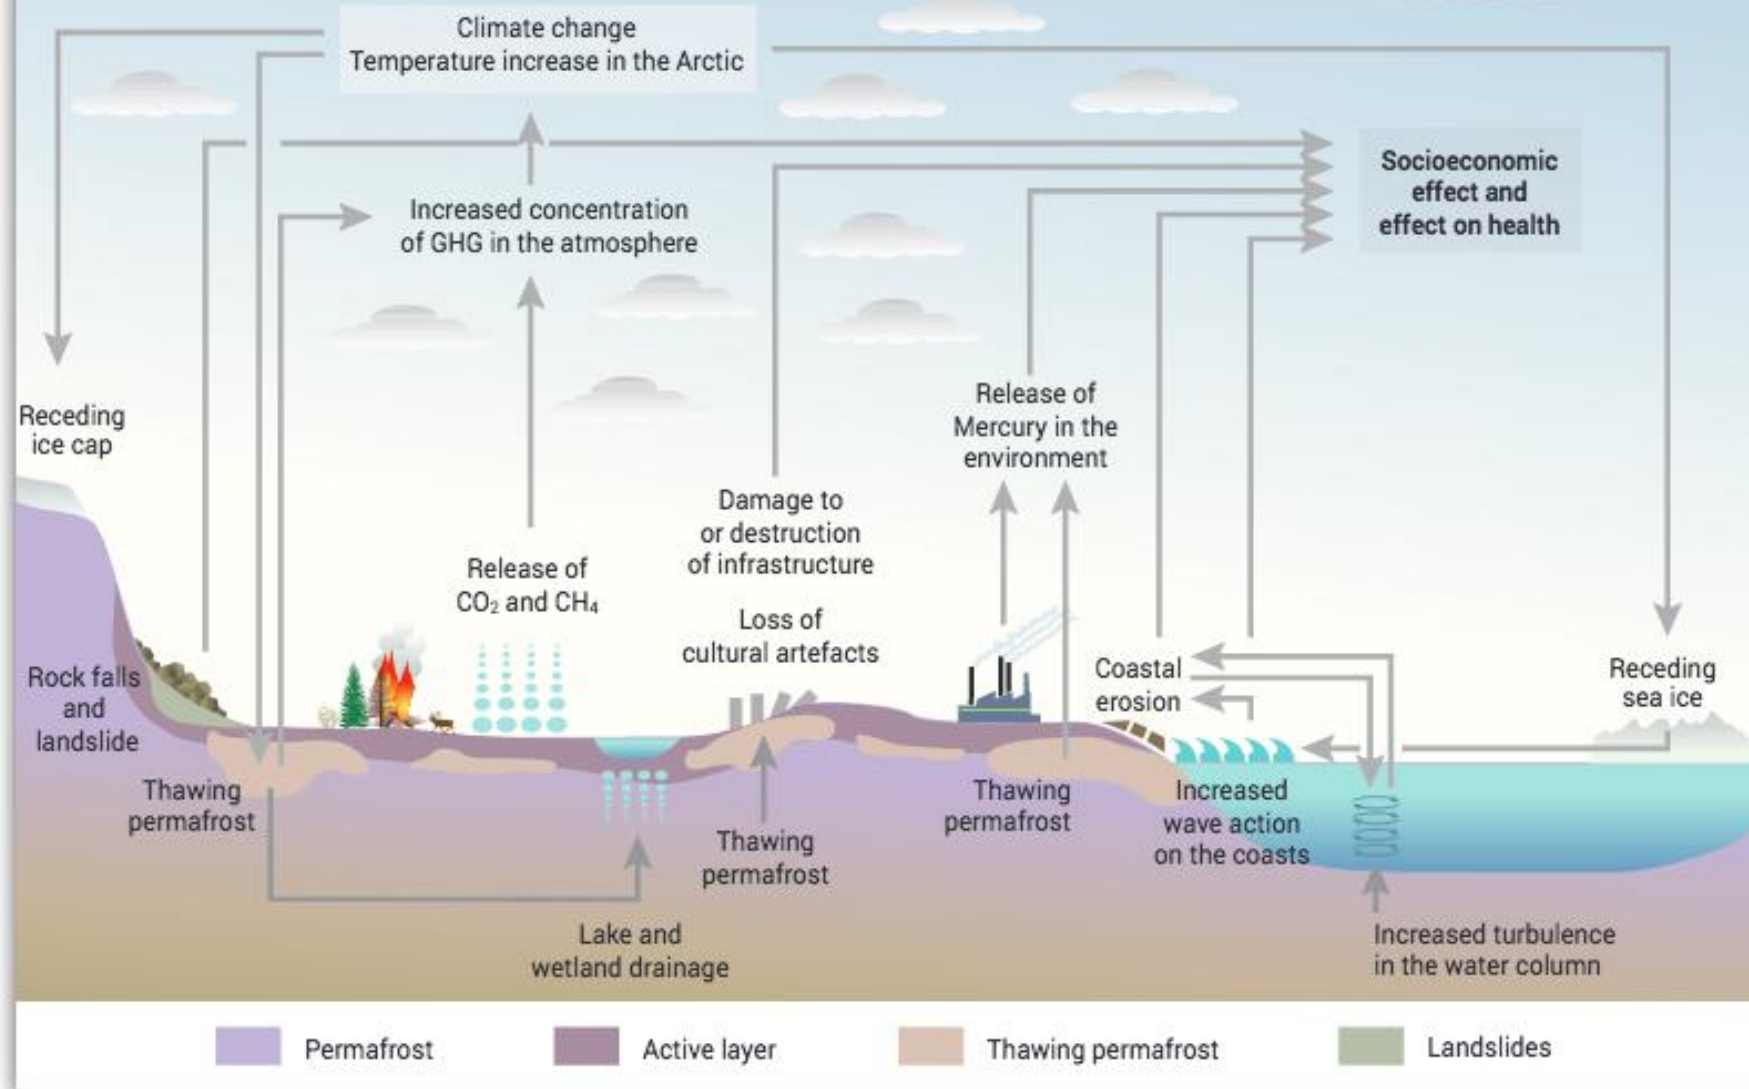 Climate change
Temperature increase in the Arctic
Socioeconomic
effect and
effect on health
Increased concentration
of GHG in the atmosphere
Receding
ice cap
Release of
Mercury in the
environment
Damage to
or destruction
of infrastructure
Release of
CO₂ and CH₄
Loss of
cultural artefacts
Rock falls
and
landslide
Coastal
erosion
Receding
sea ice
Thawing
permafrost
Thawing
permafrost
Thawing
permafrost
Increased
wave action
on the coasts
Lake and
wetland drainage
Increased turbulence
in the water column
Permafrost
Active layer
Thawing permafrost
Landslides